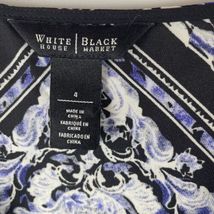 WHITE | BLACK
HOUSE | MARKET
4
MADE IN
CHINA
FABRIQUÉ EN
CHINE
FABRICADO EN
CHINA